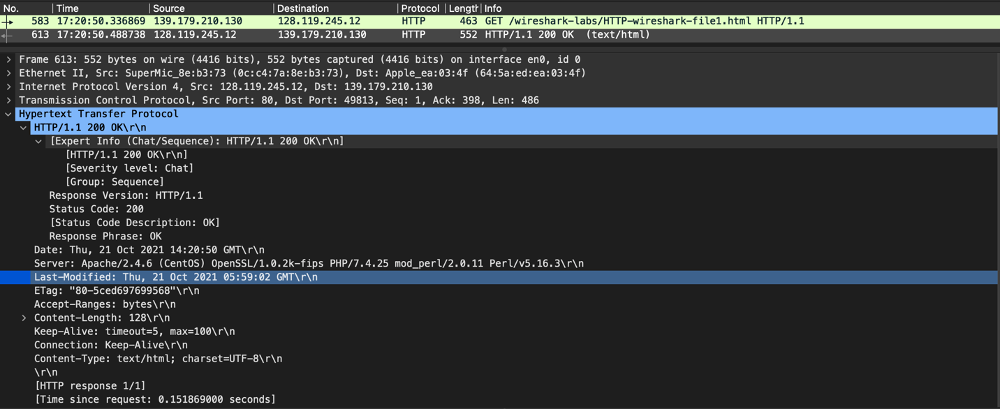 No. Time Source Destination Protocol Length Info
583 17:20:50.336869 139.179.210.130 128.119.245.12 HTTP 463 GET /wireshark-labs/HTTP-wireshark-file1.html HTTP/1.1
613 17:20:50.488738 128.119.245.12 139.179.210.130 HTTP 552 HTTP/1.1 200 OK (text/html)
Frame 613: 552 bytes on wire (4416 bits), 552 bytes captured (4416 bits) on interface en0, id 0
Ethernet II, Src: SuperMic_8e:b3:73 (0c:c4:7a:8e:b3:73), Dst: Apple_ea:03:4f (64:5a:ed:ea:03:4f)
Internet Protocol Version 4, Src: 128.119.245.12, Dst: 139.179.210.130
Transmission Control Protocol, Src Port: 80, Dst Port: 49813, Seq: 1, Ack: 398, Len: 486
Hypertext Transfer Protocol
HTTP/1.1 200 OK\r\n
[Expert Info (Chat/Sequence): HTTP/1.1 200 OK\r\n]
[HTTP/1.1 200 OK\r\n]
[Severity level: Chat]
[Group: Sequence]
Response Version: HTTP/1.1
Status Code: 200
[Status Code Description: OK]
Response Phrase: OK
Date: Thu, 21 Oct 2021 14:20:50 GMT\r\n
Server: Apache/2.4.6 (CentOS) OpenSSL/1.0.2k-fips PHP/7.4.25 mod_perl/2.0.11 Perl/v5.16.3\r\n
Last-Modified: Thu, 21 Oct 2021 05:59:02 GMT\r\n
ETag: "80-5ced697699568"\r\n
Accept-Ranges: bytes\r\n
Content-Length: 128\r\n
Keep-Alive: timeout=5, max=100\r\n
Connection: Keep-Alive\r\n
Content-Type: text/html; charset=UTF-8\r\n
\r\n
[HTTP response 1/1]
[Time since request: 0.151869000 seconds]